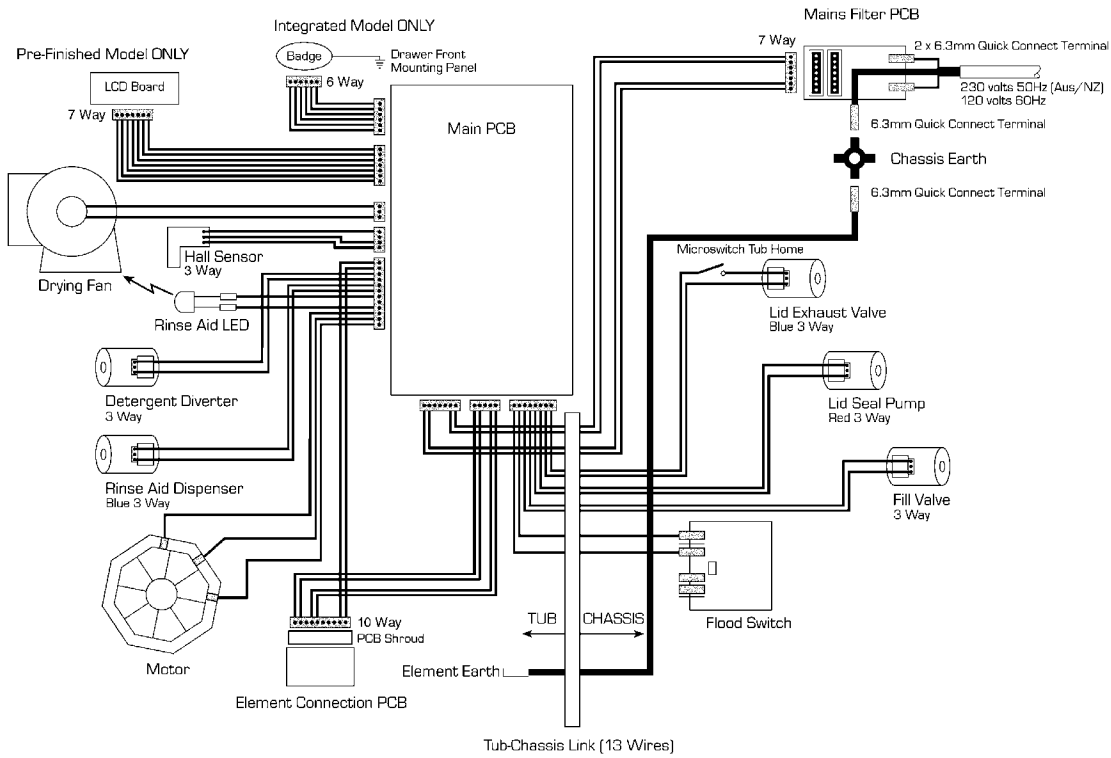 Mains Filter PCB
Integrated Model ONLY
Pre-Finished Model ONLY
Badge
Drawer Front
Mounting Panel
7 Way
2 x 6.3mm Quick Connect Terminal
LCD Board
6 Way
230 volts 50Hz (Aus/NZ)
120 volts 60Hz
7 Way
Main PCB
6.3mm Quick Connect Terminal
Chassis Earth
6.3mm Quick Connect Terminal
Hall Sensor
3 Way
Microswitch Tub Home
Drying Fan
Rinse Aid LED
Lid Exhaust Valve
Blue 3 Way
Detergent Diverter
3 Way
Lid Seal Pump
Red 3 Way
Rinse Aid Dispenser
Blue 3 Way
Fill Valve
3 Way
10 Way
PCB Shroud
TUB
CHASSIS
Flood Switch
Motor
Element Earth
Element Connection PCB
Tub-Chassis Link (13 Wires)